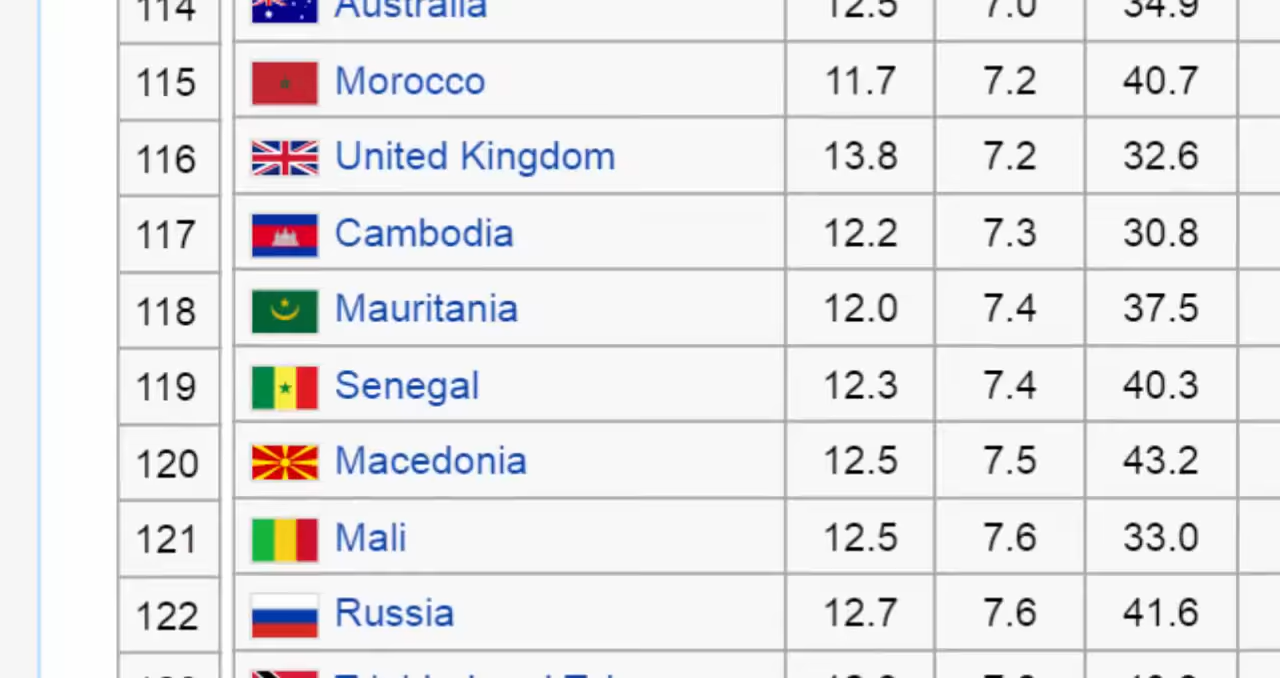 114 Australia 12.5 7.0 34.9
115 Morocco 11.7 7.2 40.7
116 United Kingdom 13.8 7.2 32.6
117 Cambodia 12.2 7.3 30.8
118 Mauritania 12.0 7.4 37.5
119 Senegal 12.3 7.4 40.3
120 Macedonia 12.5 7.5 43.2
121 Mali 12.5 7.6 33.0
122 Russia 12.7 7.6 41.6